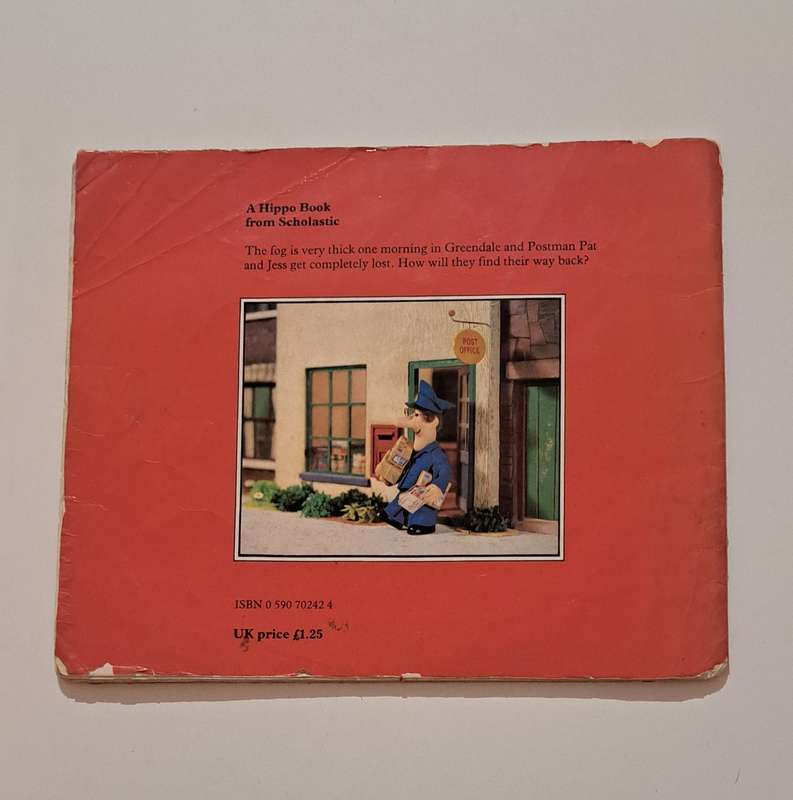 A Hippo Book
from Scholastic
The fog is very thick one morning in Greendale and Postman Pat
and Jess get completely lost. How will they find their way back?
POST
OFFICE
ISBN 0 590 70242 4
UK price £1.25